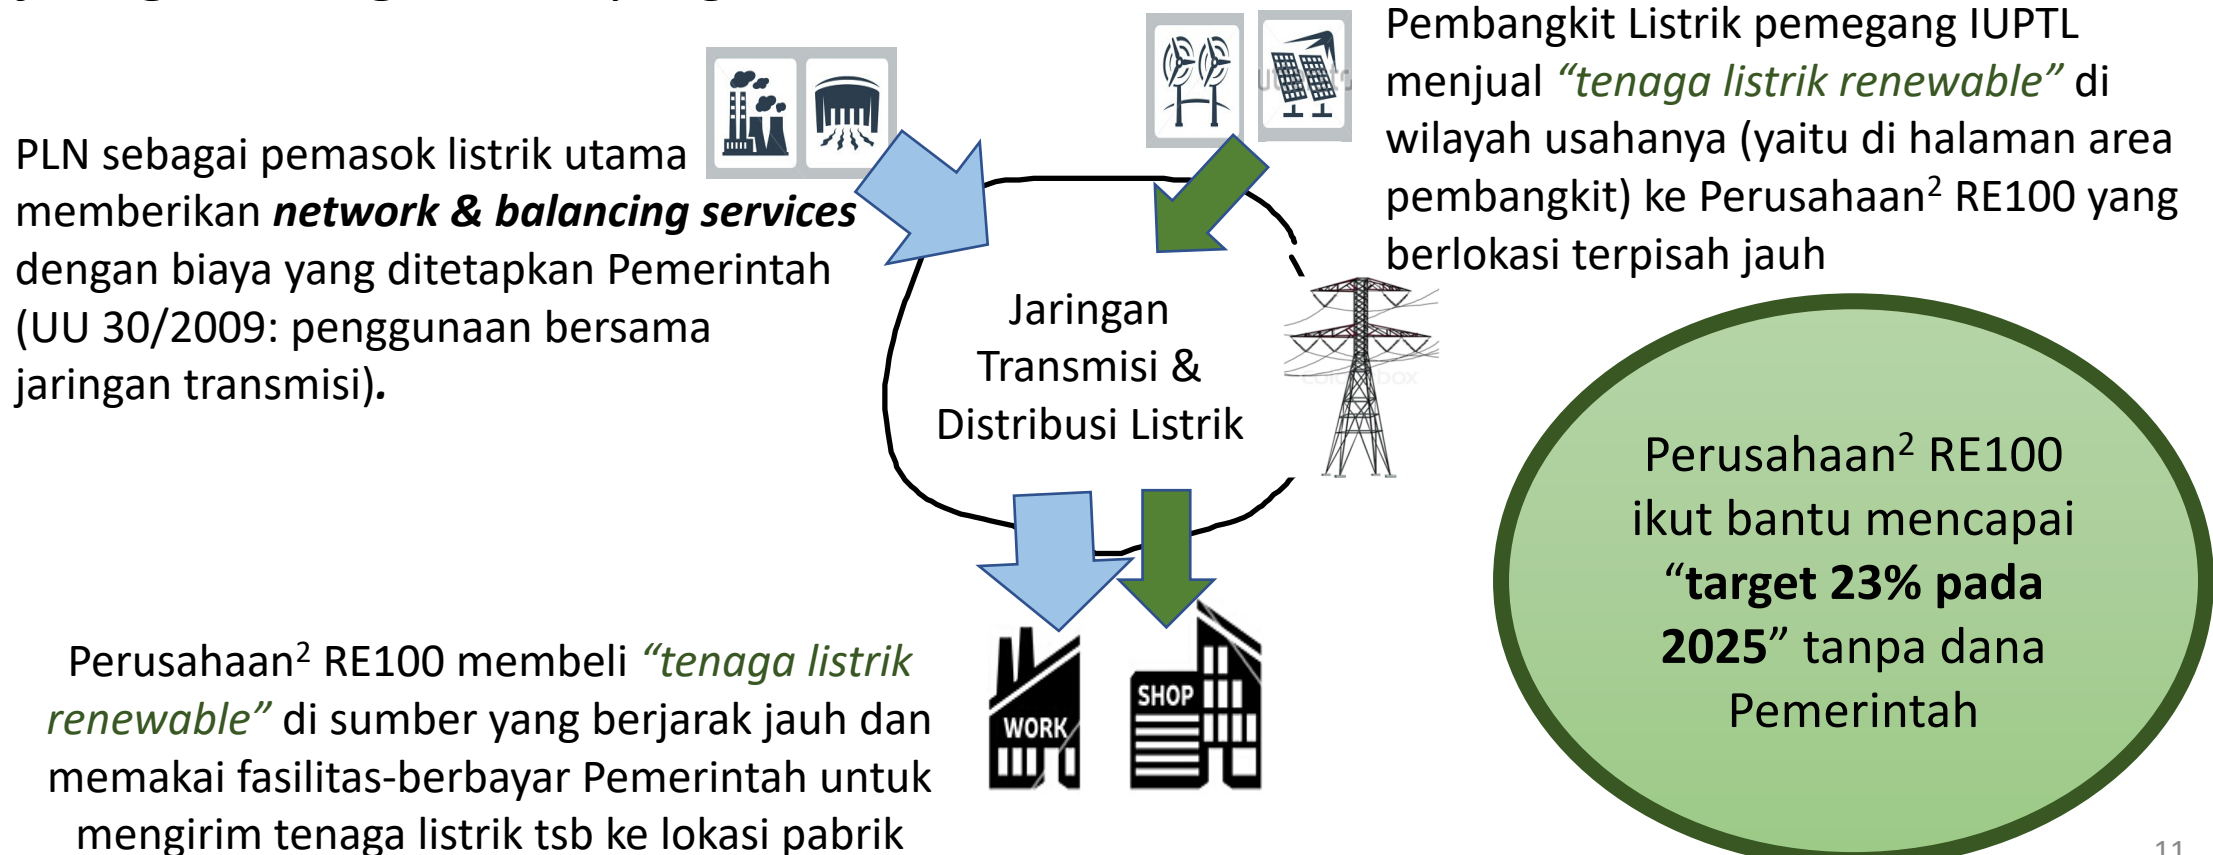 PLN sebagai pemasok listrik utama
memberikan network & balancing services
dengan biaya yang ditetapkan Pemerintah
(UU 30/2009: penggunaan bersama
jaringan transmisi).
Pembangkit Listrik pemegang IUPTL
menjual “tenaga listrik renewable” di
wilayah usahanya (yaitu di halaman area
pembangkit) ke Perusahaan² RE100 yang
berlokasi terpisah jauh
Jaringan
Transmisi &
Distribusi Listrik
Perusahaan² RE100
ikut bantu mencapai
“target 23% pada
2025” tanpa dana
Pemerintah
Perusahaan² RE100 membeli “tenaga listrik
renewable” di sumber yang berjarak jauh dan
memakai fasilitas-berbayar Pemerintah untuk
mengirim tenaga listrik tsb ke lokasi pabrik
WORK
SHOP
11